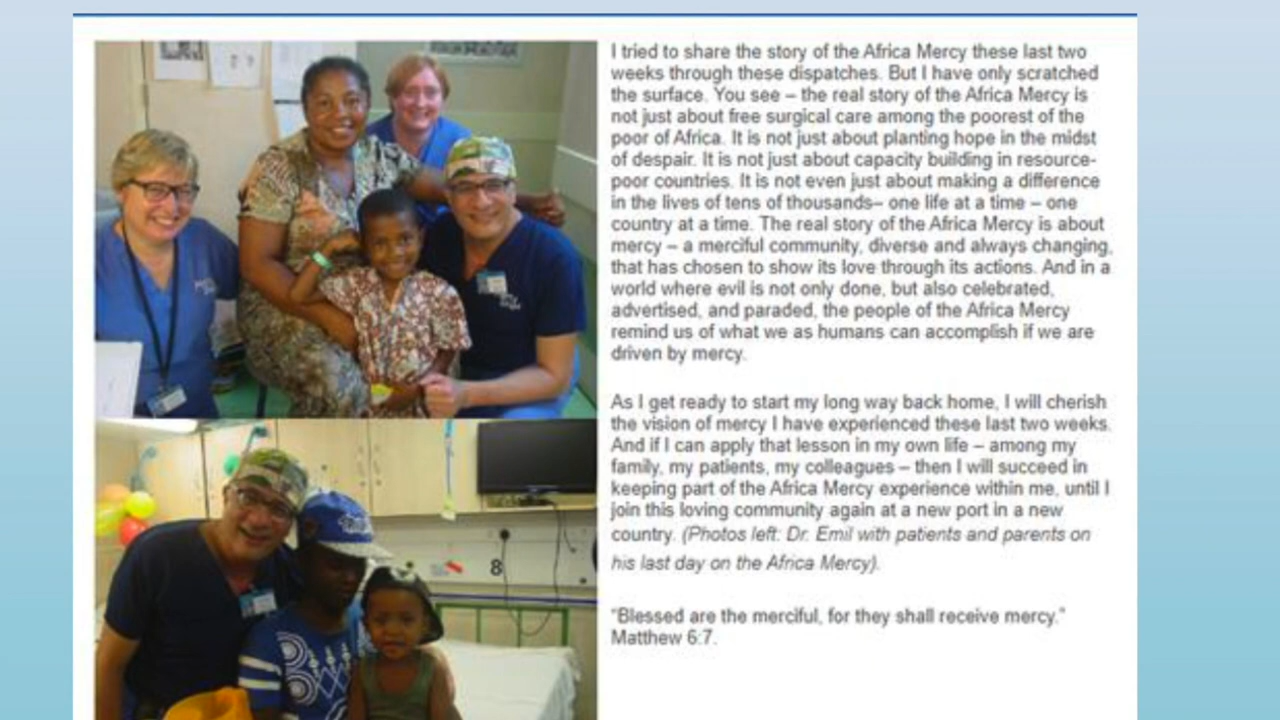 I tried to share the story of the Africa Mercy these last two
weeks through these dispatches. But I have only scratched
the surface. You see – the real story of the Africa Mercy is
not just about free surgical care among the poorest of the
poor of Africa. It is not just about planting hope in the midst
of despair. It is not just about capacity building in resource-
poor countries. It is not even just about making a difference
in the lives of tens of thousands– one life at a time – one
country at a time. The real story of the Africa Mercy is about
mercy – a merciful community, diverse and always changing,
that has chosen to show its love through its actions. And in a
world where evil is not only done, but also celebrated,
advertised, and paraded, the people of the Africa Mercy
remind us of what we as humans can accomplish if we are
driven by mercy.
As I get ready to start my long way back home, I will cherish
the vision of mercy I have experienced these last two weeks.
And if I can apply that lesson in my own life – among my
family, my patients, my colleagues – then I will succeed in
keeping part of the Africa Mercy experience within me, until I
join this loving community again at a new port in a new
country. (Photos left: Dr. Emil with patients and parents on
his last day on the Africa Mercy).
"Blessed are the merciful, for they shall receive mercy."
Matthew 6:7.
8